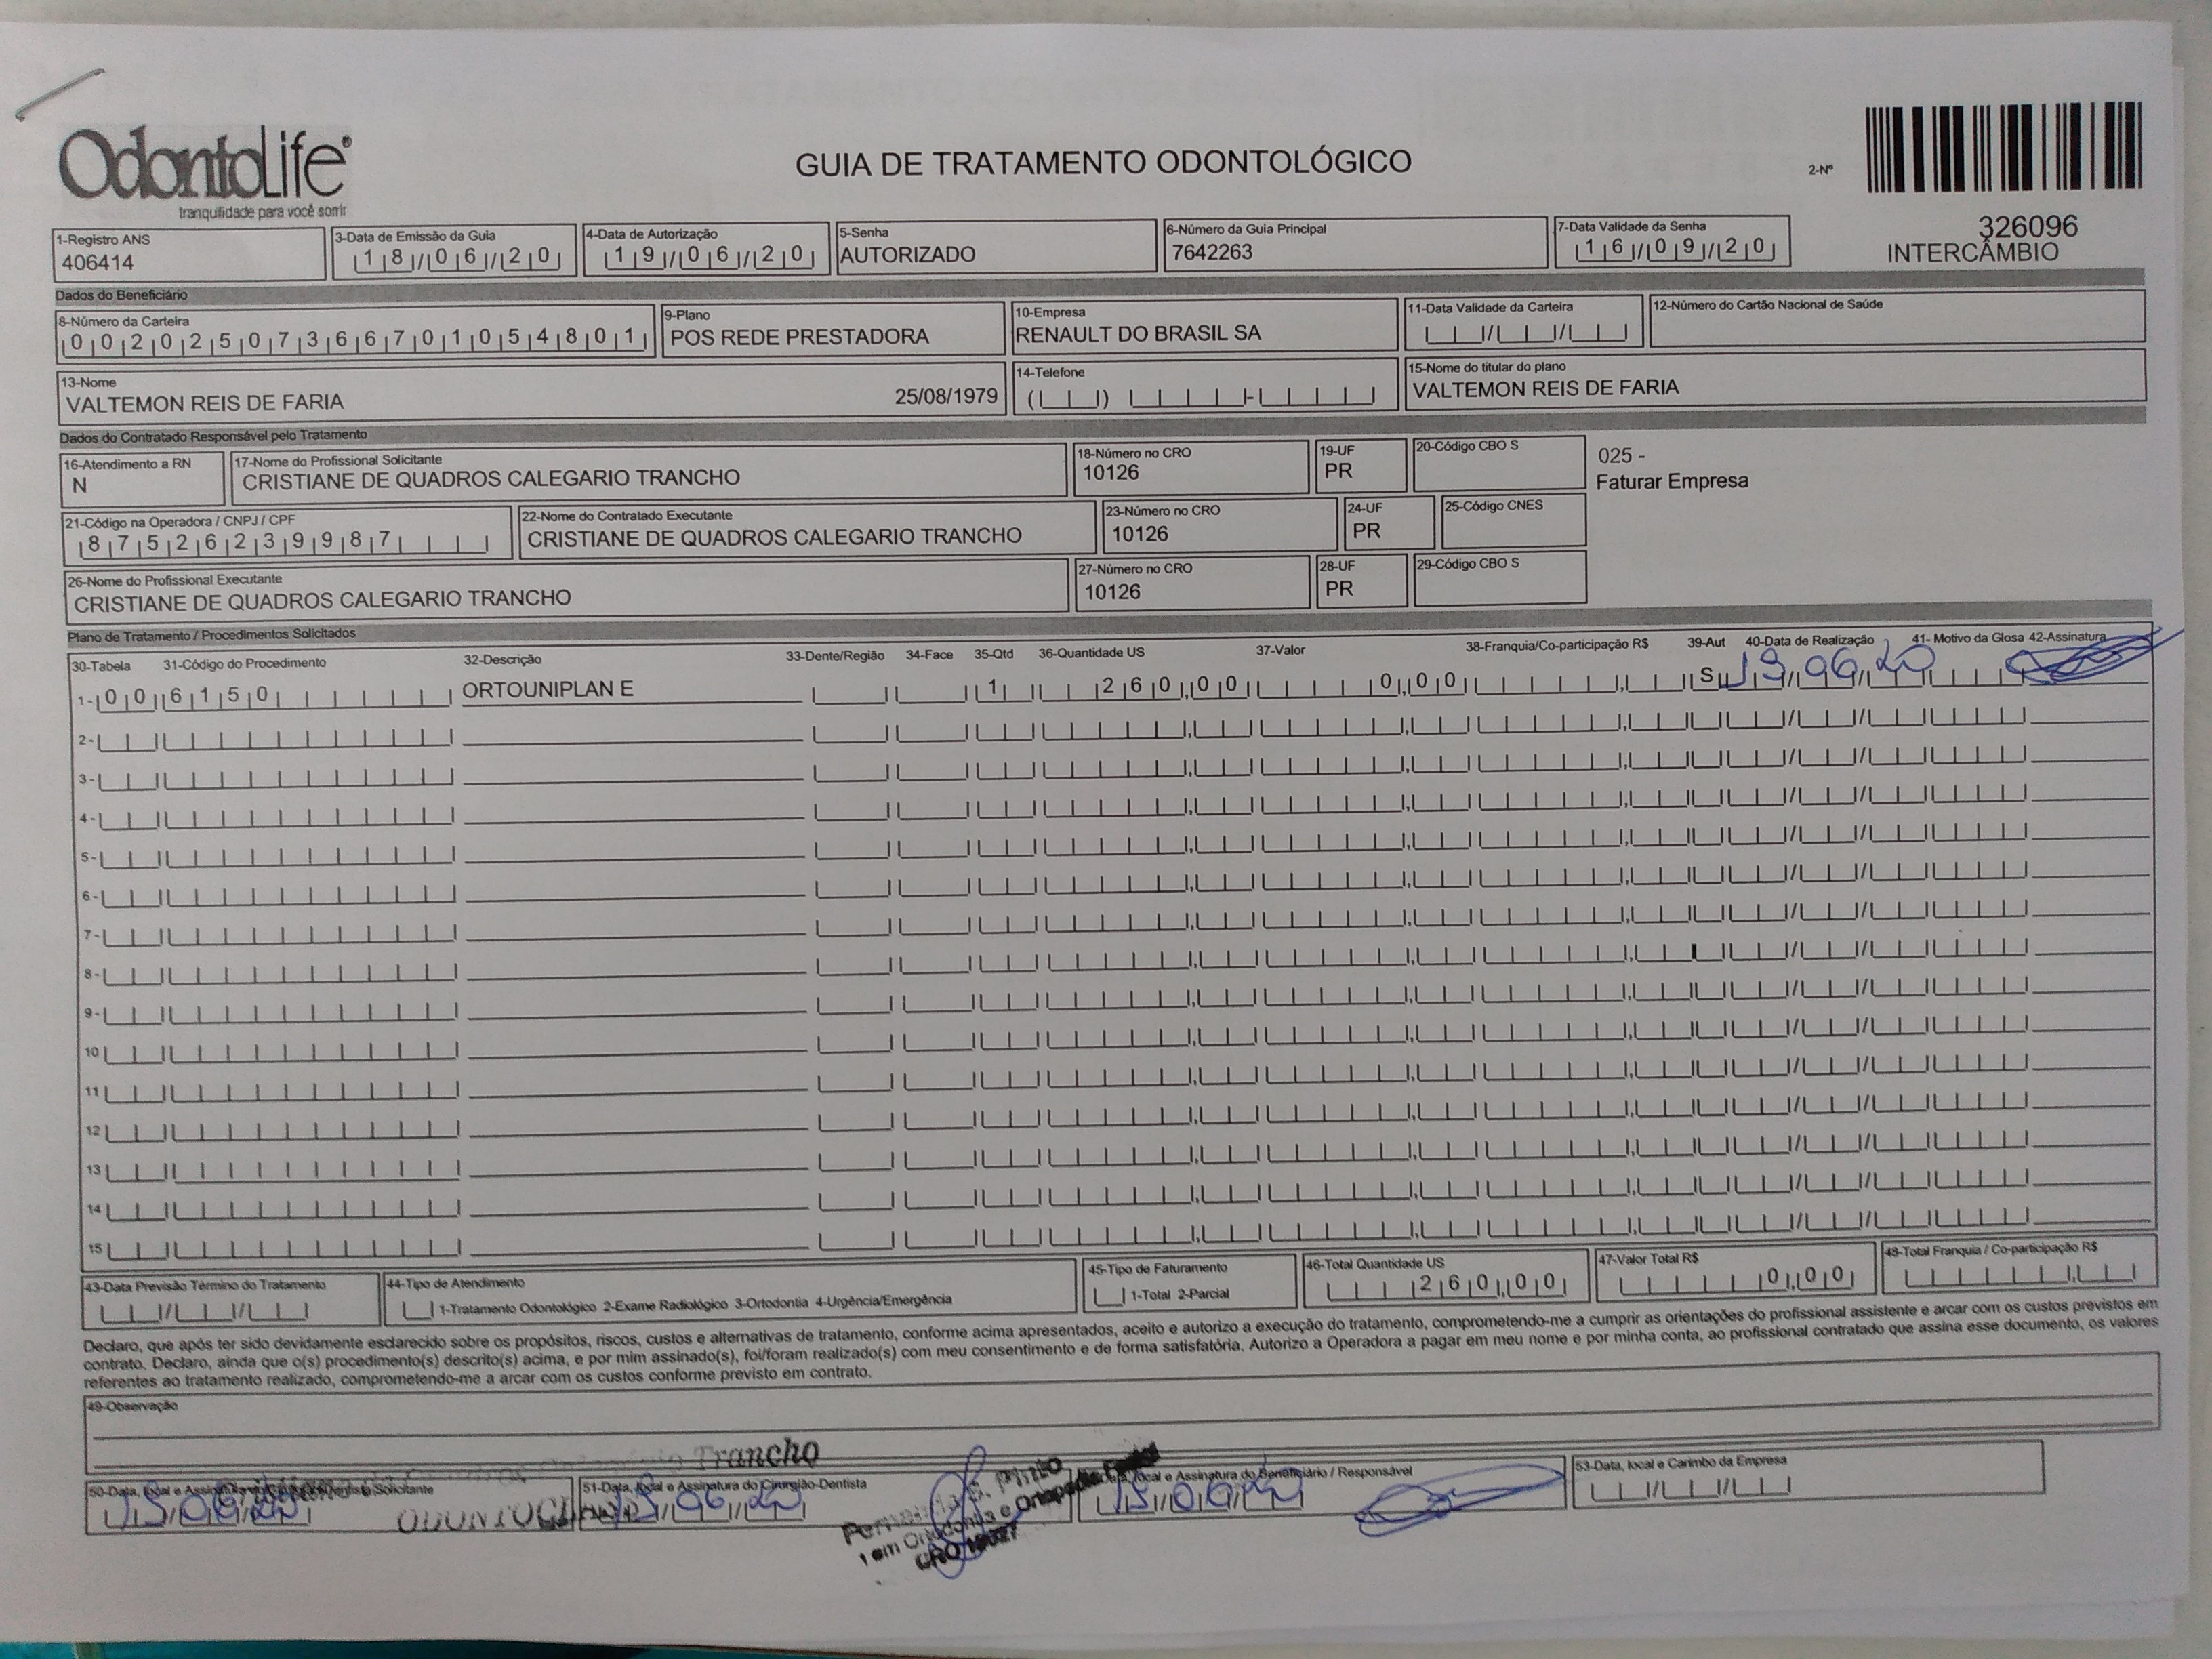 OdontoLife®
tranquilidade para você sorrir
GUIA DE TRATAMENTO ODONTOLÓGICO
2-Nº
326096
INTERCÂMBIO
1-Registro ANS
406414
3-Data de Emissão da Guia
18/06/20
4-Data de Autorização
19/06/20
5-Senha
AUTORIZADO
6-Número da Guia Principal
7642263
7-Data Validade da Senha
16/09/20
Dados do Beneficiário
8-Número da Carteira
00202507366701054801
9-Plano
POS REDE PRESTADORA
10-Empresa
RENAULT DO BRASIL SA
11-Data Validade da Carteira
12-Número do Cartão Nacional de Saúde
13-Nome
VALTEMON REIS DE FARIA 25/08/1979
14-Telefone
15-Nome do titular do plano
VALTEMON REIS DE FARIA
Dados do Contratado Responsável pelo Tratamento
16-Atendimento a RN
N
17-Nome do Profissional Solicitante
CRISTIANE DE QUADROS CALEGARIO TRANCHO
18-Número no CRO
10126
19-UF
PR
20-Código CBO S
025 -
Faturar Empresa
21-Código na Operadora / CNPJ / CPF
87526239987
22-Nome do Contratado Executante
CRISTIANE DE QUADROS CALEGARIO TRANCHO
23-Número no CRO
10126
24-UF
PR
25-Código CNES
26-Nome do Profissional Executante
CRISTIANE DE QUADROS CALEGARIO TRANCHO
27-Número no CRO
10126
28-UF
PR
29-Código CBO S
Plano de Tratamento / Procedimentos Solicitados
30-Tabela 31-Código do Procedimento 32-Descrição 33-Dente/Região 34-Face 35-Qtd 36-Quantidade US 37-Valor 38-Franquia/Co-participação R$ 39-Aut 40-Data de Realização 41- Motivo da Glosa 42-Assinatura
1- 00 6150 ORTOUNIPLAN E 1 260,00 0,00 S 19/06/20
2-
3-
4-
5-
6-
7-
8-
9-
10
11
12
13
14
15
43-Data Previsão Término do Tratamento
44-Tipo de Atendimento
1-Tratamento Odontológico 2-Exame Radiológico 3-Ortodontia 4-Urgência/Emergência
45-Tipo de Faturamento
1-Total 2-Parcial
46-Total Quantidade US
260,00
47-Valor Total R$
0,00
48-Total Franquia / Co-participação R$
Declaro, que após ter sido devidamente esclarecido sobre os propósitos, riscos, custos e alternativas de tratamento, conforme acima apresentados, aceito e autorizo a execução do tratamento, comprometendo-me a cumprir as orientações do profissional assistente e arcar com os custos previstos em
contrato. Declaro, ainda que o(s) procedimento(s) descrito(s) acima, e por mim assinado(s), foi/foram realizado(s) com meu consentimento e de forma satisfatória. Autorizo a Operadora a pagar em meu nome e por minha conta, ao profissional contratado que assina esse documento, os valores
referentes ao tratamento realizado, comprometendo-me a arcar com os custos conforme previsto em contrato.
49-Observação
Trancho
50-Data, local e Assinatura do Cirurgião-Dentista Solicitante
51-Data, local e Assinatura do Cirurgião-Dentista
local e Assinatura do Beneficiário / Responsável
53-Data, local e Carimbo da Empresa
em Ortodontia e Ortopedia
CRO